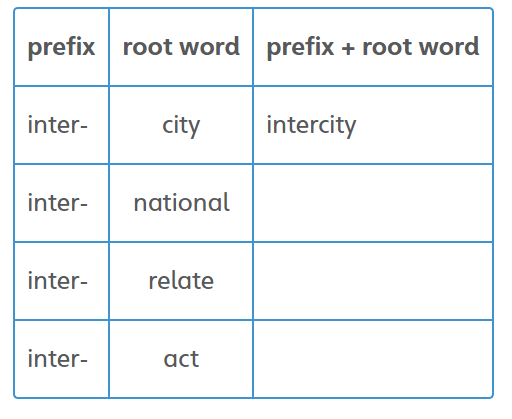 prefix root word prefix + root word
inter- city intercity
inter- national
inter- relate
inter- act